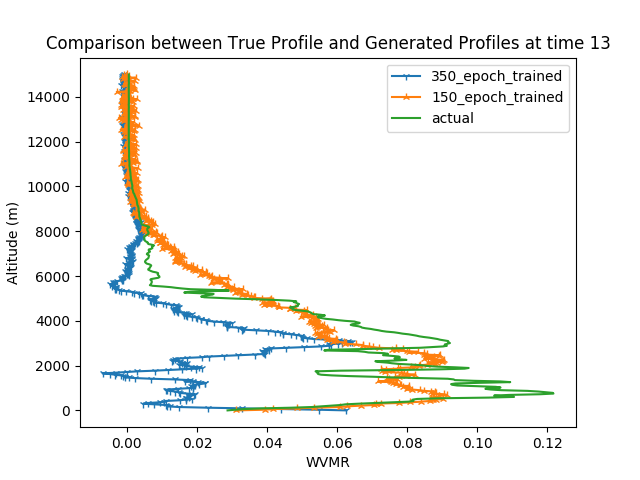 Comparison between True Profile and Generated Profiles at time 13
350_epoch_trained
150_epoch_trained
actual
14000
12000
10000
8000
6000
4000
2000
0
Altitude (m)
0.00 0.02 0.04 0.06 0.08 0.10 0.12
WVMR